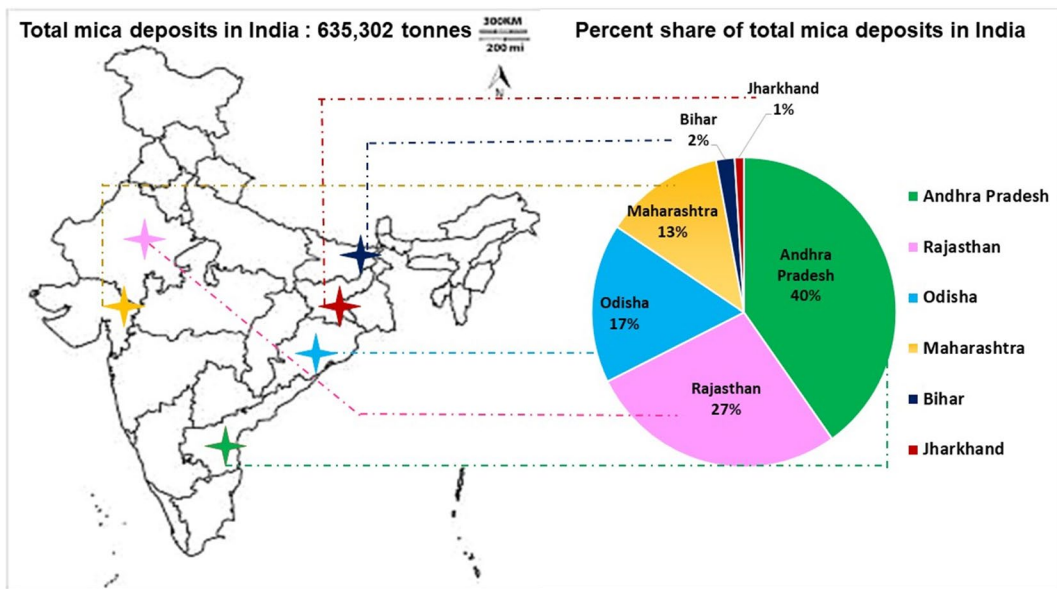 Total mica deposits in India : 635,302 tonnes
300KM
200 mi
N
Percent share of total mica deposits in India
Jharkhand
1%
Bihar
2%
Maharashtra
13%
Andhra
Pradesh
40%
Odisha
17%
Rajasthan
27%
Andhra Pradesh
Rajasthan
Odisha
Maharashtra
Bihar
Jharkhand